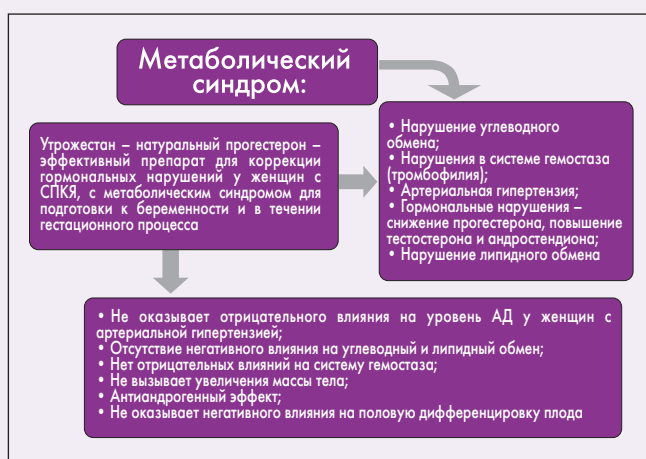 Метаболический
синдром:
Утрожестан – натуральный прогестерон –
эффективный препарат для коррекции
гормональных нарушений у женщин с
СПКЯ, с метаболическим синдромом для
подготовки к беременности и в течении
гестационного процесса
• Нарушение углеводного
обмена;
• Нарушения в системе гемостаза
(тромбофилия);
• Артериальная гипертензия;
• Гормональные нарушения –
снижение прогестерона, повышение
тестостерона и андростендиона;
• Нарушение липидного обмена
• Не оказывает отрицательного влияния на уровень АД у женщин с
артериальной гипертензией;
• Отсутствие негативного влияния на углеводный и липидный обмен;
• Нет отрицательных влияний на систему гемостаза;
• Не вызывает увеличения массы тела;
• Антиандрогенный эффект;
• Не оказывает негативного влияния на половую дифференцировку плода